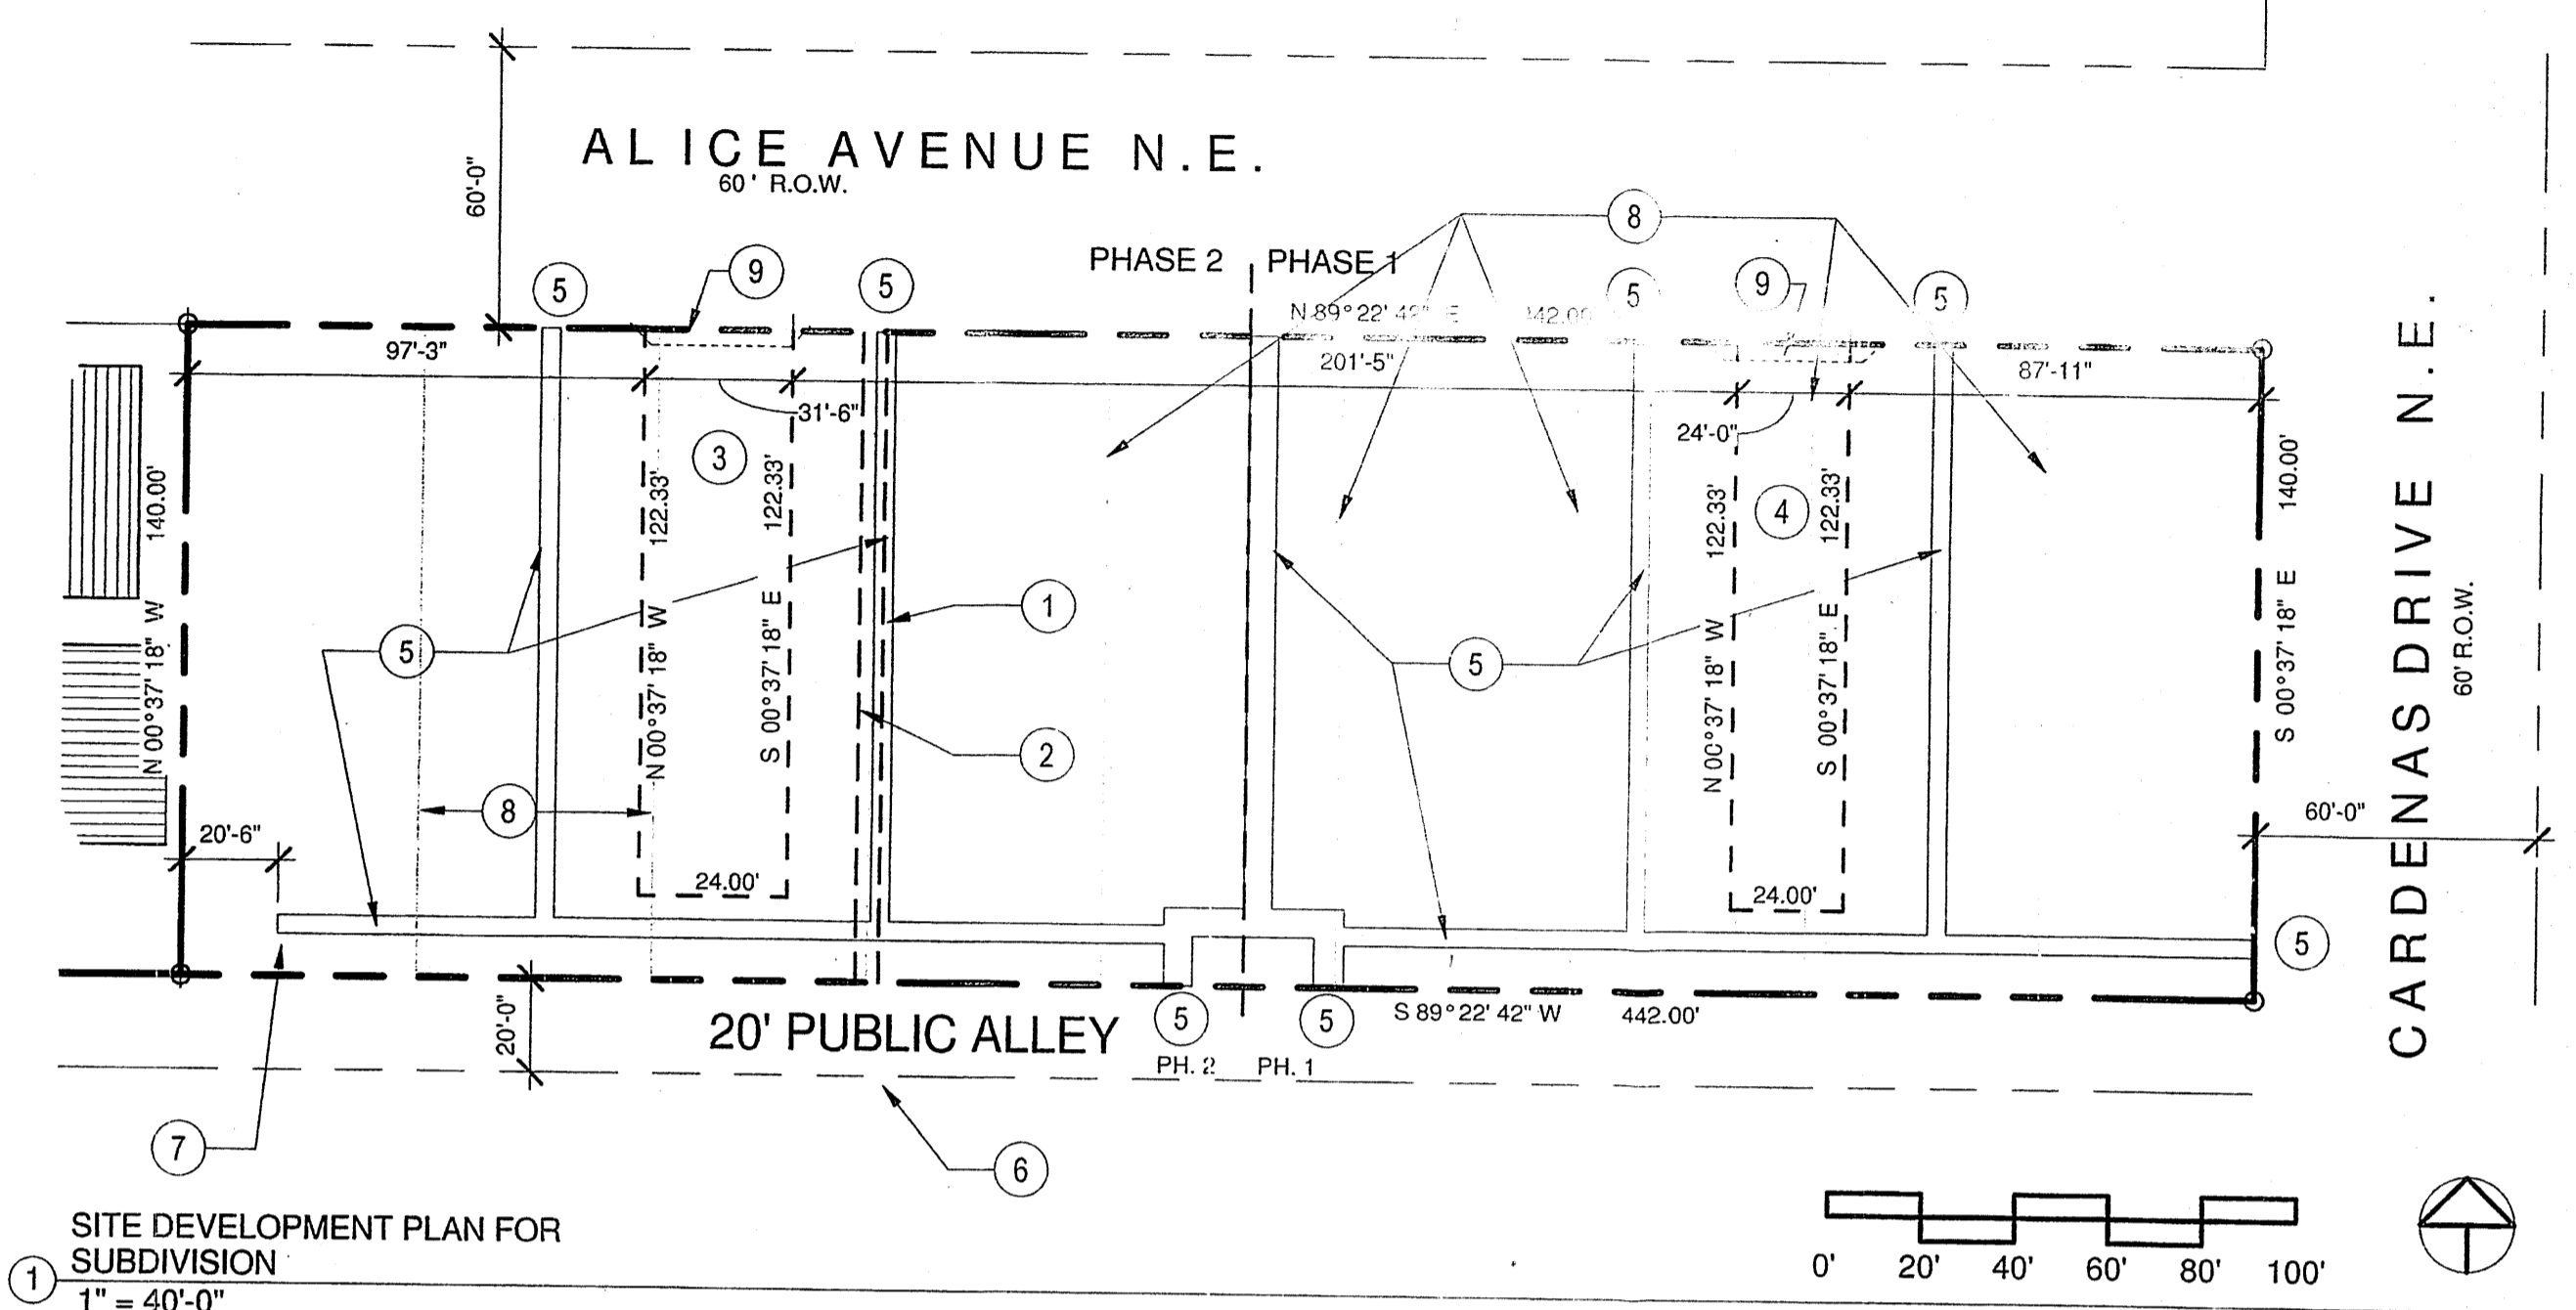 ALICE AVENUE N.E.
60' R.O.W.
60'-0"
8
PHASE 2
PHASE 1
9
5
5
5
9
5
N 89°22' 42" E
97'-3"
201'-5"
87'-11"
31'-6"
24'-0"
3
4
140.00'
N 00°37' 18" W
122.33'
N 00°37' 18" W
122.33'
S 00°37' 18" E
122.33'
N 00°37' 18" W
122.33'
S 00°37' 18" E
140.00'
S 00°37' 18" E
CARDENAS DRIVE N.E.
60' R.O.W.
1
5
5
2
8
20'-6"
60'-0"
24.00'
24.00'
5
20'-0"
20' PUBLIC ALLEY
5
5
S 89°22' 42" W
442.00'
PH. 2
PH. 1
7
6
SITE DEVELOPMENT PLAN FOR
SUBDIVISION
1
1" = 40'-0"
0' 20' 40' 60' 80' 100'